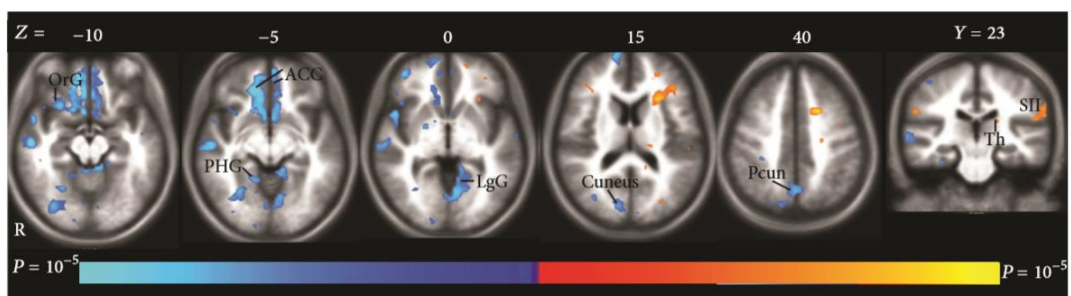 Z = −10 −5 0 15 40 Y = 23
OrG
ACC
SII
Th
PHG
LgG
Cuneus
Pcun
R
P = 10⁻⁵ P = 10⁻⁵